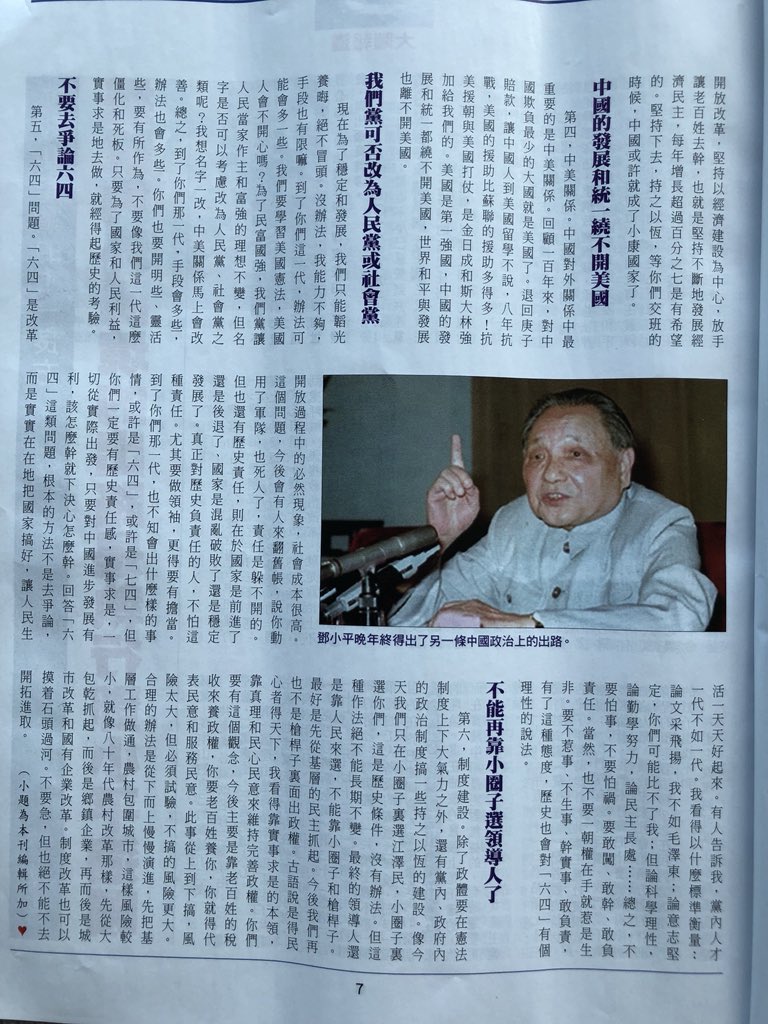 開放改革，堅持以經濟建設為中心，放手
讓老百姓去幹，也就是堅持不斷地發展經
濟民主，每年增長超過百分之七是有希望
的。堅持下去，持之以恆，等你們交班的
時候，中國或許就成了小康國家了。
中國的發展和統一繞不開美國
第四，中美關係。中國對外關係中最
重要的是中美關係。回顧一百年來，對中
國欺負最少的大國就是美國了。退回庚子
賠款，讓中國人到美國留學不說，八年抗
戰，美國的援助比蘇聯的援助多得多！抗
美援朝與美國打仗，是金日成和斯大林強
加給我們的。美國是第一強國，中國的發
展和統一都繞不開美國，世界和平與發展
也離不開美國。
我們黨可否改為人民黨或社會黨
現在為了穩定和發展，我們只能韜光
養晦，絕不冒頭。沒辦法，我能力不夠，
手段也有限嘛。到了你們這一代，辦法可
能會多一些。我們要學習美國憲法，美國
人會不開心嗎？為了民富國強，我們黨讓
人民當家作主和富強的理想不變，但名
字是否可以考慮改為人民黨、社會黨之
類呢？我想名字一改，中美關係馬上會改
善。總之，到了你們那一代，手段會多些，
辦法也會多些。你們也要開明些、靈活
些，要有所作為，不要像我們這一代這麼
僵化和死板。只要為了國家和人民利益，
實事求是地去做，就經得起歷史的考驗。
不要去爭論六四
第五，「六四」問題。「六四」是改革
開放過程中的必然現象，社會成本很高。
這個問題，今後會有人來翻舊帳，說你動
用了軍隊，也死人了，責任是躲不開的。
但也還有歷史責任，則在於國家是前進了
還是後退了、國家是混亂破敗了還是穩定
發展了。真正對歷史負責任的人，不怕這
種責任。尤其要做領袖，更得要有擔當。
到了你們那一代，也不知會出什麼樣的事
情，或許是「六四」，或許是「七四」，但
你們一定要有歷史責任感，實事求是，一
切從實際出發，只要對中國進步發展有
利，該怎麼幹就下決心怎麼幹。回答「六
四」這類問題，根本的方法不是去爭論，
而是實實在在地把國家搞好，讓人民生
鄧小平晚年終得出了另一條中國政治上的出路。
活一天天好起來。有人告訴我，黨內人才
一代不如一代。我看得以什麼標準衡量：
論文采飛揚，我不如毛澤東；論意志堅
定，你們可能比不了我；但論科學理性，
論勤學努力，論民主長處……總之，不
要怕事，不要怕禍。要敢闖、敢幹、敢負
責任。當然，也不要一朝權在手就惹是生
非。要不惹事、不生事，幹實事、敢負責，
有了這種態度，歷史也會對「六四」有個
理性的說法。
不能再靠小圈子選領導人了
第六，制度建設。除了政體要在憲法
制度上下大氣力之外，還有黨內、政府內
的政治制度搞一些持之以恆的建設。像今
天我們只在小圈子裏選江澤民，小圈子裏
選你們，這是歷史條件，沒有辦法。但這
種作法絕不能長期不變。最終的領導人還
是靠人民來選，不能靠小圈子和槍桿子。
最好是先從基層的民主抓起。今後我們再
也不是槍桿子裏面出政權。古語說是得民
心者得天下，我看得靠實事求是的本領，
靠真理和民心民意來維持完善政權。你們
要有這個觀念，今後主要是靠老百姓的稅
收來養政權，你要老百姓養你，你就得代
表民意和服務民意。此事從上到下搞，風
險太大，但必須試驗，不搞的風險更大。
合理的辦法是從下而上慢慢演進，先把基
層工作做通，農村包圍城市，這樣風險較
小，就像八十年代農村改革那樣，先從大
包乾抓起，而後是鄉鎮企業，再而後是城
市改革和國有企業改革。制度改革也可以
摸着石頭過河。不要急，但也絕不能不去
開拓進取。（小題為本刊編輯所加）♥
7